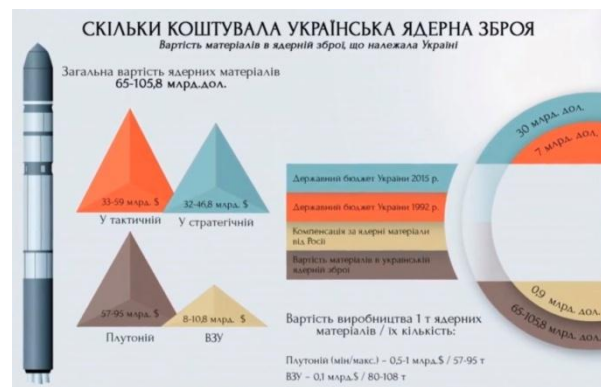 СКІЛЬКИ КОШТУВАЛА УКРАЇНСЬКА ЯДЕРНА ЗБРОЯ
Вартість матеріалів в ядерній зброї, що належала Україні
Загальна вартість ядерних матеріалів
65-105,8 млрд.дол.
33-59 млрд. $
У тактичній
32-46,8 млрд. $
У стратегічній
57-95 млрд. $
Плутоній
8-10,8 млрд. $
ВЗУ
30 млрд. дол.
7 млрд. дол.
Державний бюджет України 2015 р.
Державний бюджет України 1992 р.
Компенсація за ядерні матеріали
від Росії
Вартість матеріалів в українській
ядерній зброї
0,9 млрд. дол.
65-105,8 млрд. дол.
Вартість виробництва 1 т ядерних
матеріалів / їх кількість:
Плутоній (мін/макс.) – 0,5-1 млрд.$ / 57-95 т
ВЗУ – 0,1 млрд.$ / 80-108 т